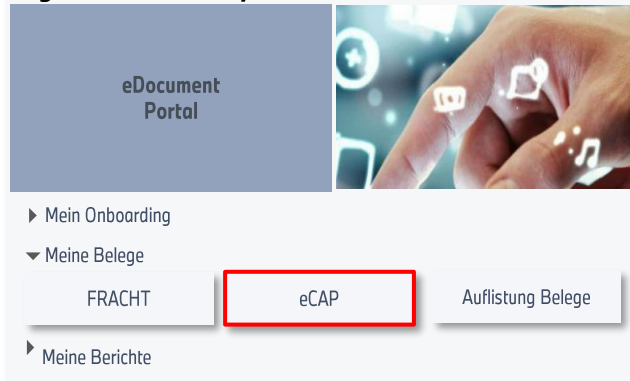 eDocument
Portal
Mein Onboarding
Meine Belege
FRACHT
eCAP
Auflistung Belege
Meine Berichte